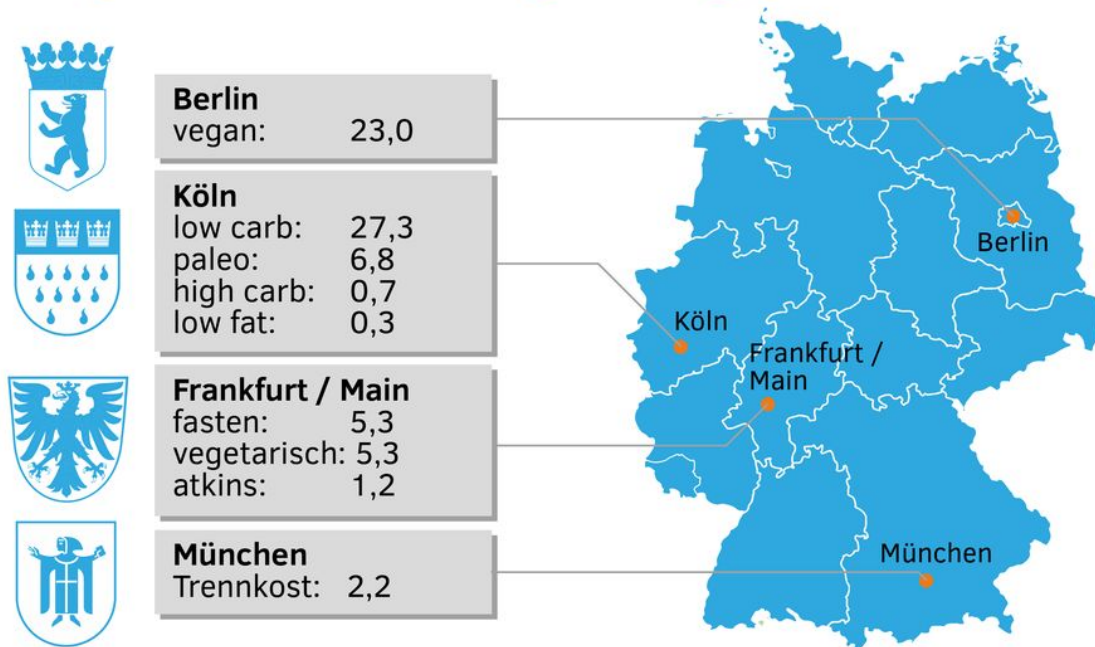 Berlin
vegan: 23,0
Köln
low carb: 27,3
paleo: 6,8
high carb: 0,7
low fat: 0,3
Frankfurt / Main
fasten: 5,3
vegetarisch: 5,3
atkins: 1,2
München
Trennkost: 2,2
Berlin
Köln
Frankfurt /
Main
München